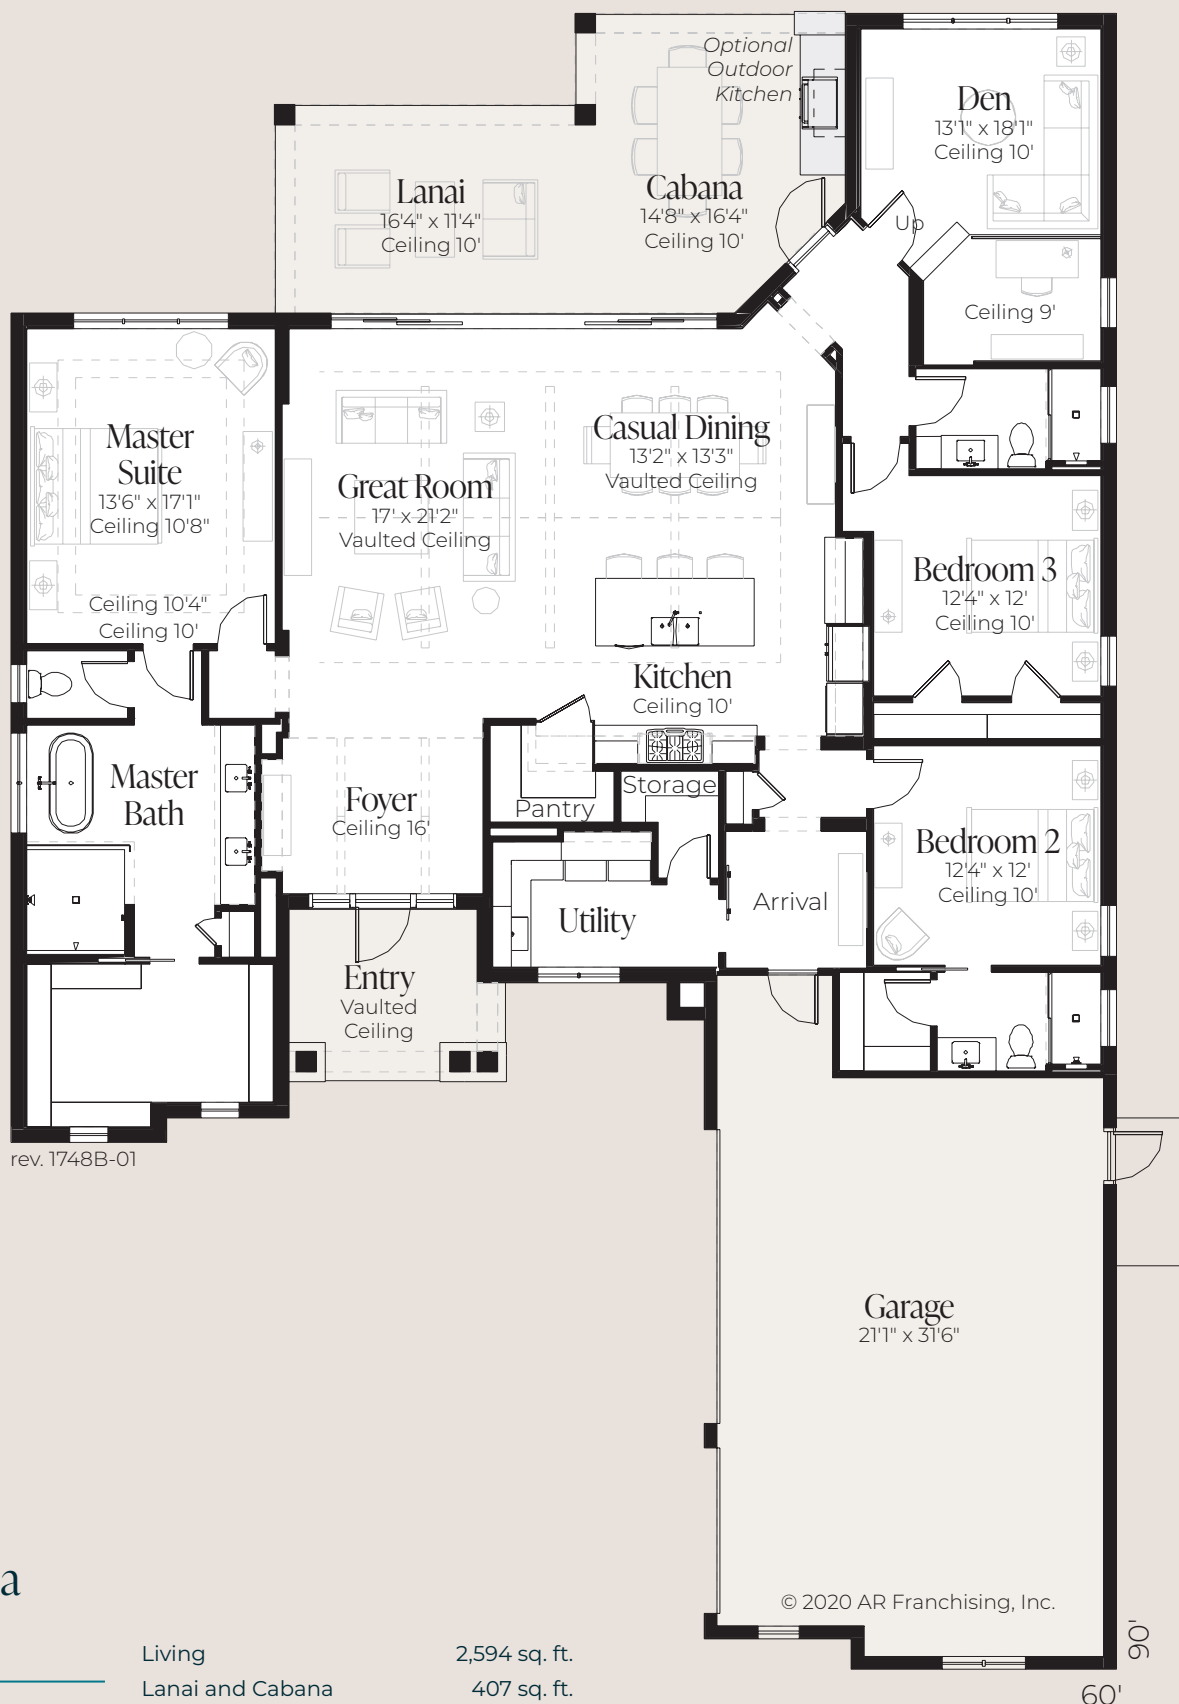 Optional
Outdoor
Kitchen
Den
13'1" x 18'1"
Ceiling 10'
Lanai
16'4" x 11'4"
Ceiling 10'
Cabana
14'8" x 16'4"
Ceiling 10'
Up
Ceiling 9'
Master
Suite
13'6" x 17'1"
Ceiling 10'8"
Ceiling 10'4"
Ceiling 10'
Great Room
17' x 21'2"
Vaulted Ceiling
Casual Dining
13'2" x 13'3"
Vaulted Ceiling
Bedroom 3
12'4" x 12'
Ceiling 10'
Kitchen
Ceiling 10'
Master
Bath
Foyer
Ceiling 16'
Pantry
Storage
Bedroom 2
12'4" x 12'
Ceiling 10'
Utility
Arrival
Entry
Vaulted
Ceiling
rev. 1748B-01
Garage
21'1" x 31'6"
© 2020 AR Franchising, Inc.
a
Living 2,594 sq. ft.
Lanai and Cabana 407 sq. ft.
90'
60'